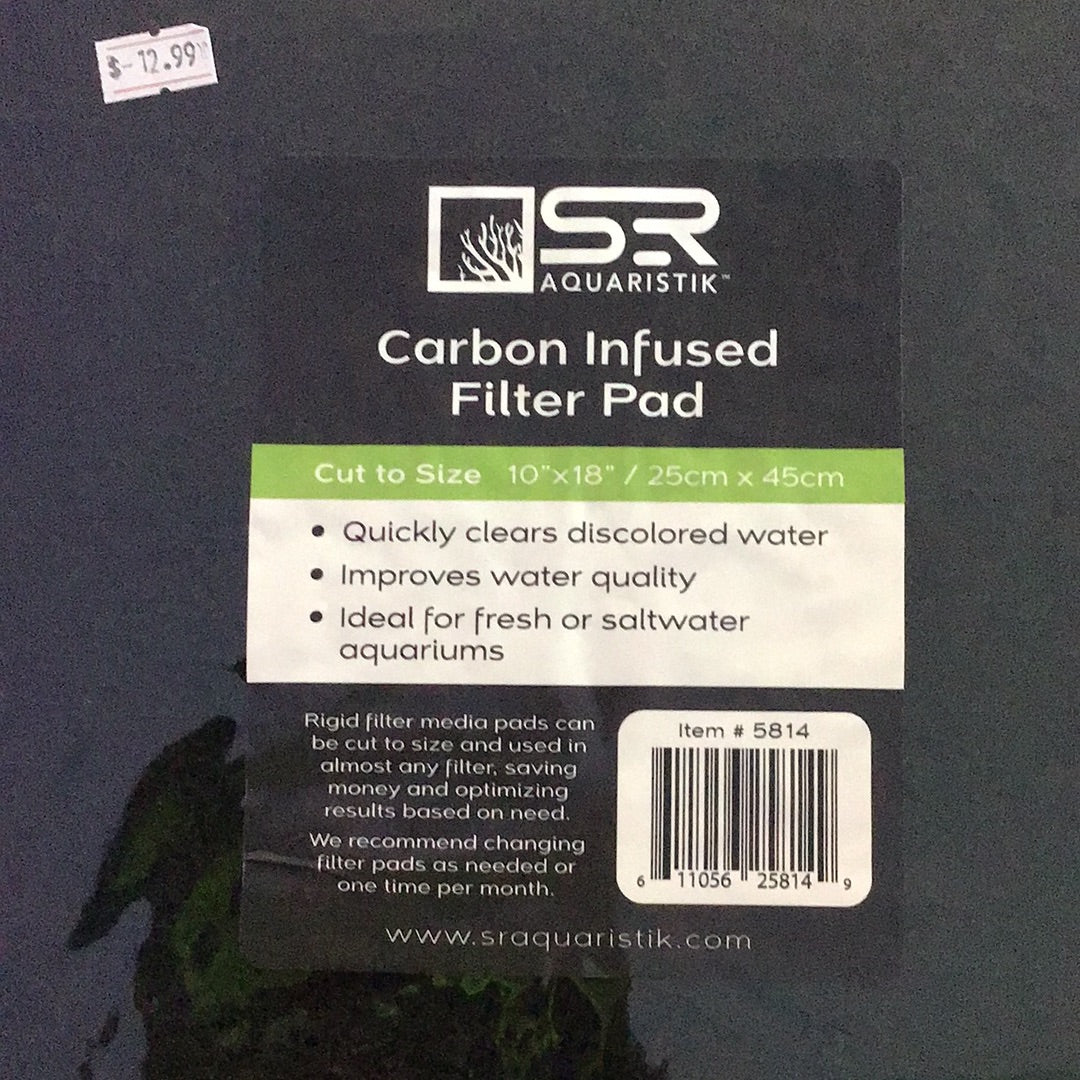 $-12.99
SR
AQUARISTIK™
Carbon Infused
Filter Pad
Cut to Size 10"x18" / 25cm x 45cm
• Quickly clears discolored water
• Improves water quality
• Ideal for fresh or saltwater
aquariums
Rigid filter media pads can
be cut to size and used in
almost any filter, saving
money and optimizing
results based on need.
We recommend changing
filter pads as needed or
one time per month.
Item # 5814
6 11056 25814 9
www.sraquaristik.com